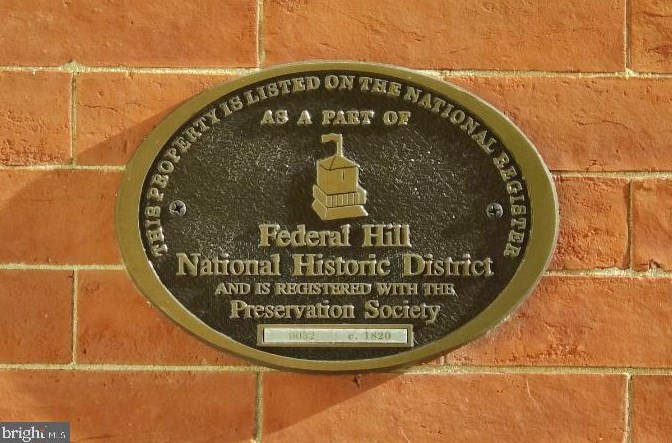 THIS PROPERTY IS LISTED ON THE NATIONAL REGISTER
AS A PART OF
Federal Hill
National Historic District
AND IS REGISTERED WITH THE
Preservation Society
0032 c. 1820
bright MLS